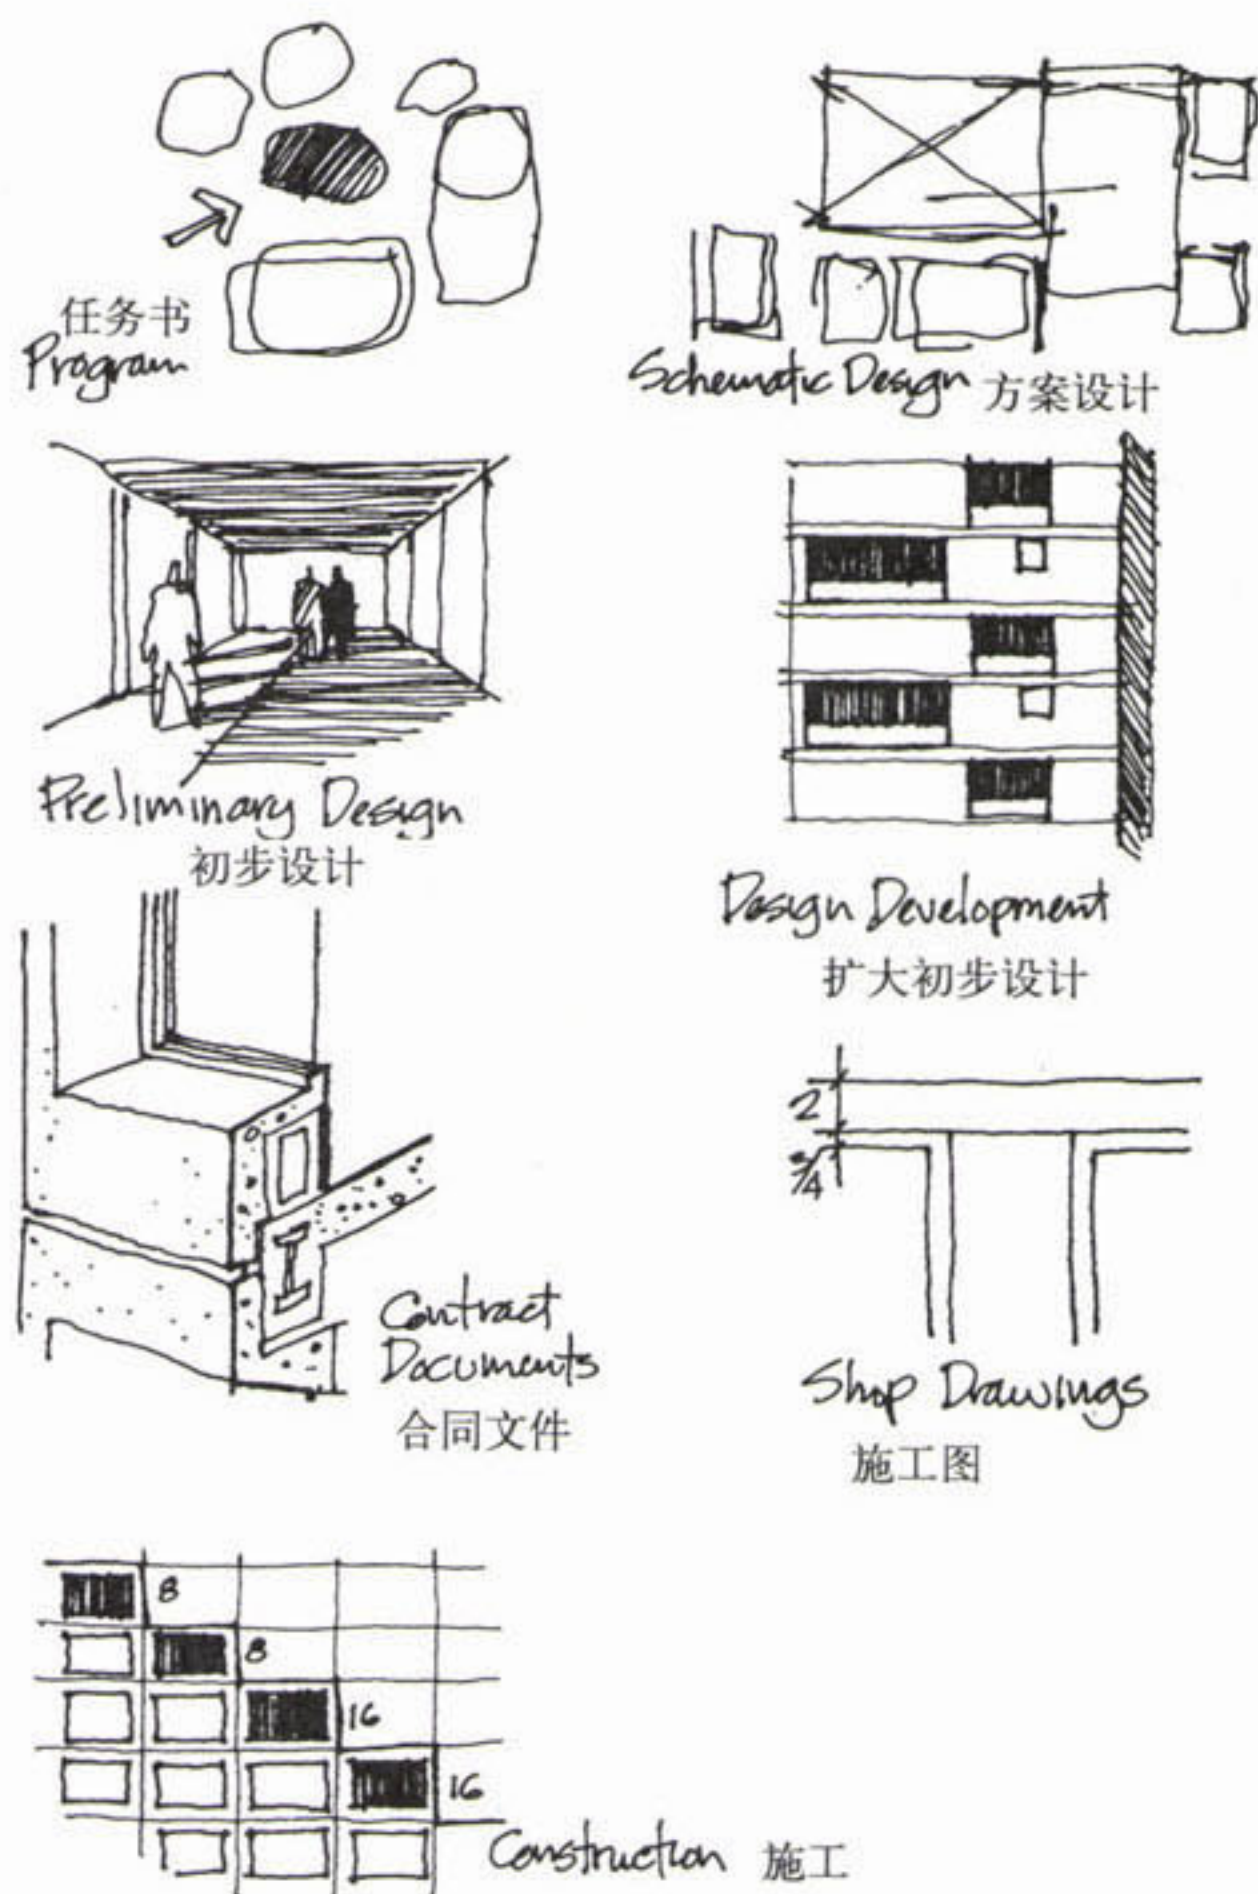 任务书
Program
Schematic Design 方案设计
Preliminary Design
初步设计
Design Development
扩大初步设计
2
3/4
Contract
Documents
合同文件
Shop Drawings
施工图
8
8
16
16
Construction 施工